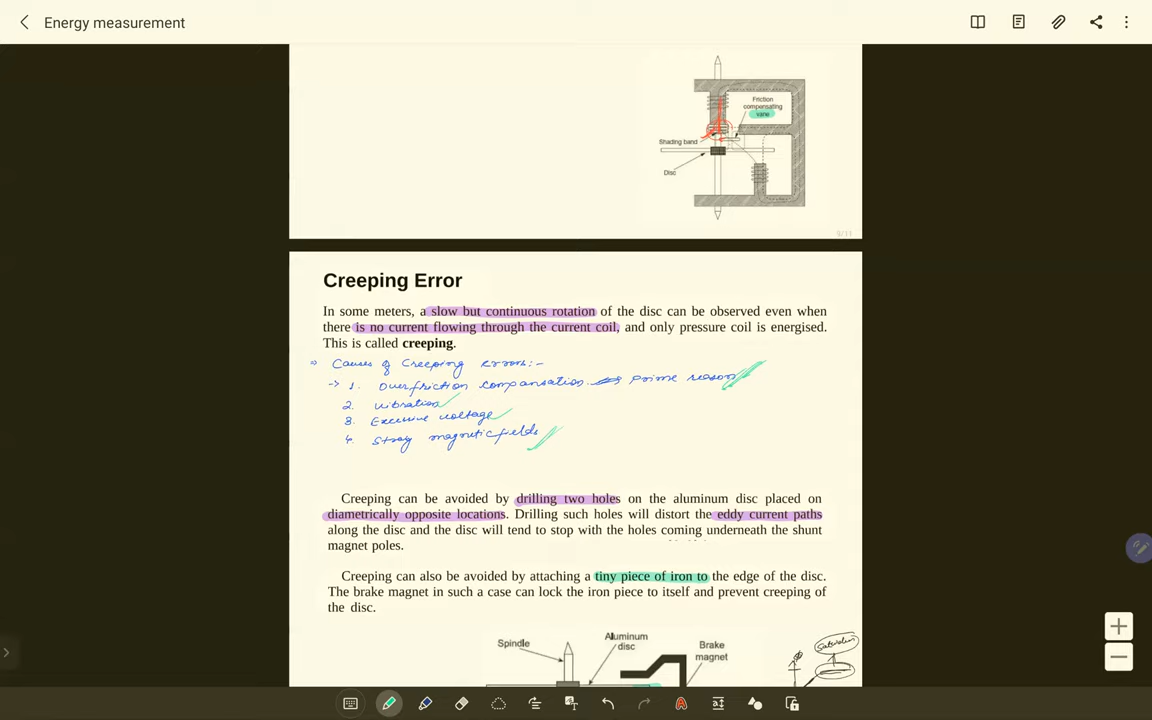 Energy measurement
Friction
compensating
vane
Shading band
Disc
5/11
Creeping Error
In some meters, a slow but continuous rotation of the disc can be observed even when
there is no current flowing through the current coil, and only pressure coil is energised.
This is called creeping.
⇒ Causes of Creeping errors:-
→ 1. Overfriction compansation. ⇒ prime reason
2. vibration
3. Excessive voltage
4. Stray magnetic fields
Creeping can be avoided by drilling two holes on the aluminum disc placed on
diametrically opposite locations. Drilling such holes will distort the eddy current paths
along the disc and the disc will tend to stop with the holes coming underneath the shunt
magnet poles.
Creeping can also be avoided by attaching a tiny piece of iron to the edge of the disc.
The brake magnet in such a case can lock the iron piece to itself and prevent creeping of
the disc.
Spindle
Aluminum
disc
Brake
magnet
Saturation